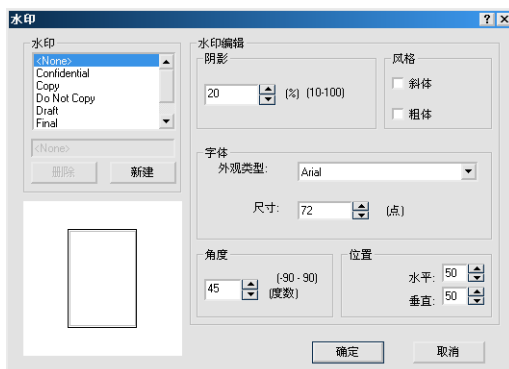 水印
水印
<None>
Confidential
Copy
Do Not Copy
Draft
Final
<None>
删除
新建
水印编辑
阴影
20 (%) (10-100)
风格
斜体
粗体
字体
外观类型: Arial
尺寸: 72 (点)
角度
45 (-90 - 90)
(度数)
位置
水平: 50
垂直: 50
确定
取消